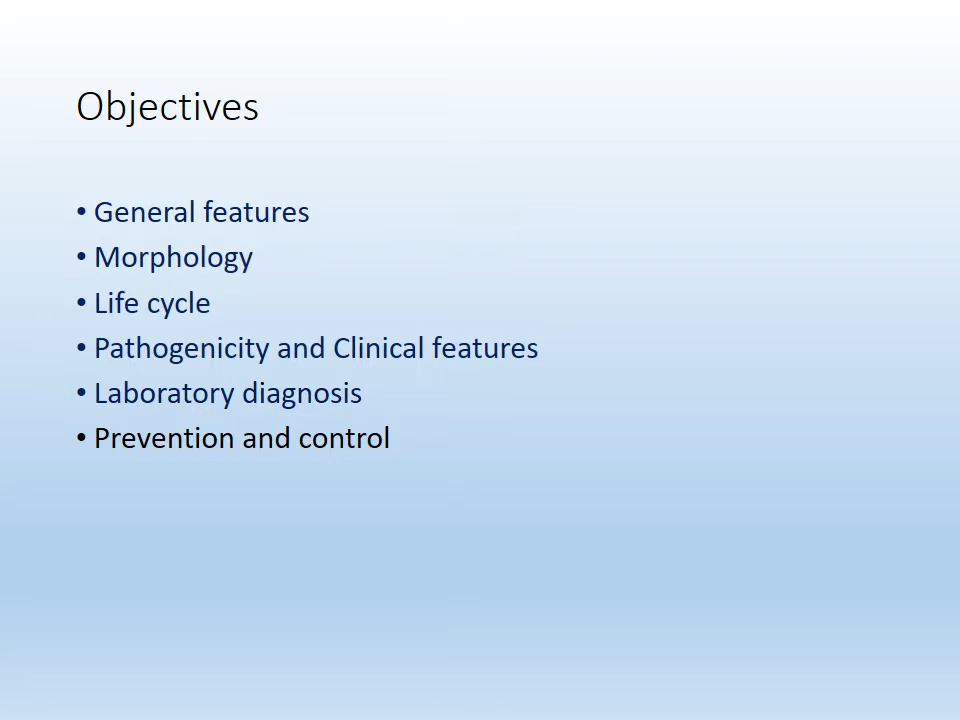 Objectives
• General features
• Morphology
• Life cycle
• Pathogenicity and Clinical features
• Laboratory diagnosis
• Prevention and control